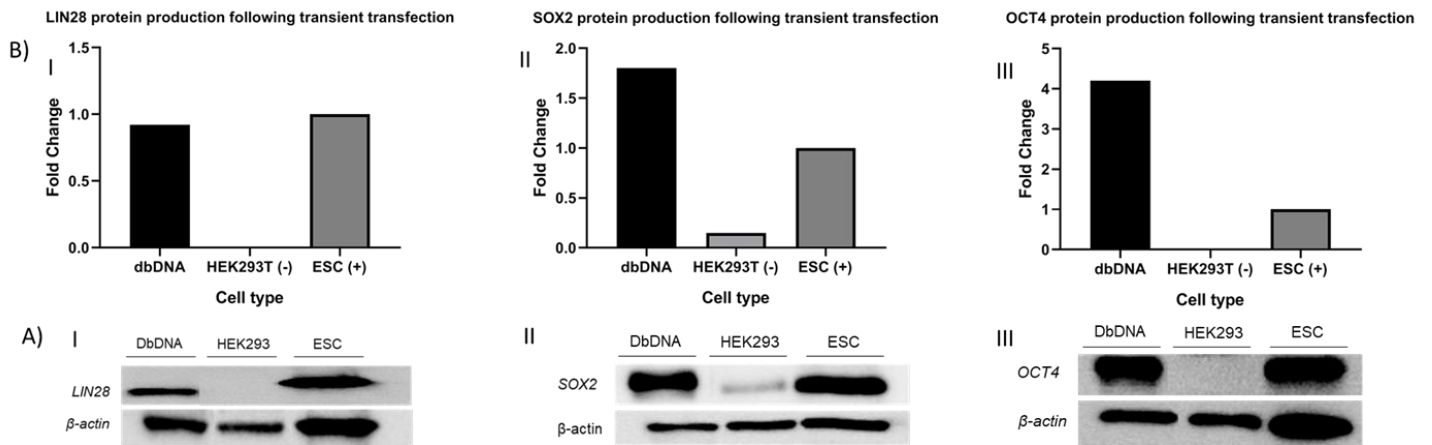 LIN28 protein production following transient transfection
SOX2 protein production following transient transfection
OCT4 protein production following transient transfection
B)
I
1.5
1.0
0.5
0.0
Fold Change
dbDNA HEK293T (-) ESC (+)
Cell type
II
2.0
1.5
1.0
0.5
0.0
Fold Change
dbDNA HEK293T (-) ESC (+)
Cell type
III
5
4
3
2
1
0
Fold Change
dbDNA HEK293T (-) ESC (+)
Cell type
A)
I
DbDNA HEK293 ESC
LIN28
β-actin
II
DbDNA HEK293 ESC
SOX2
β-actin
III
DbDNA HEK293 ESC
OCT4
β-actin